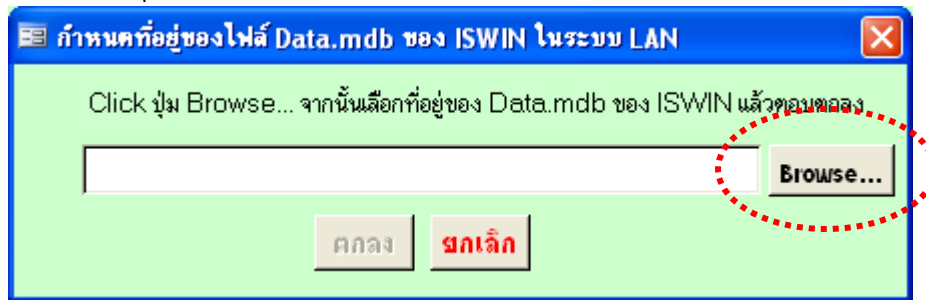 กำหนดที่อยู่ของไฟล์ Data.mdb ของ ISWIN ในระบบ LAN
Click ปุ่ม Browse... จากนั้นเลือกที่อยู่ของ Data.mdb ของ ISWIN แล้วตอบตกลง
Browse...
ตกลง ยกเลิก